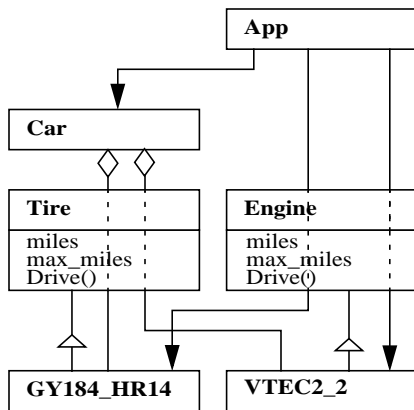 App
Car
Tire
miles
max_miles
Drive()
Engine
miles
max_miles
Drive()
GY184_HR14
VTEC2_2